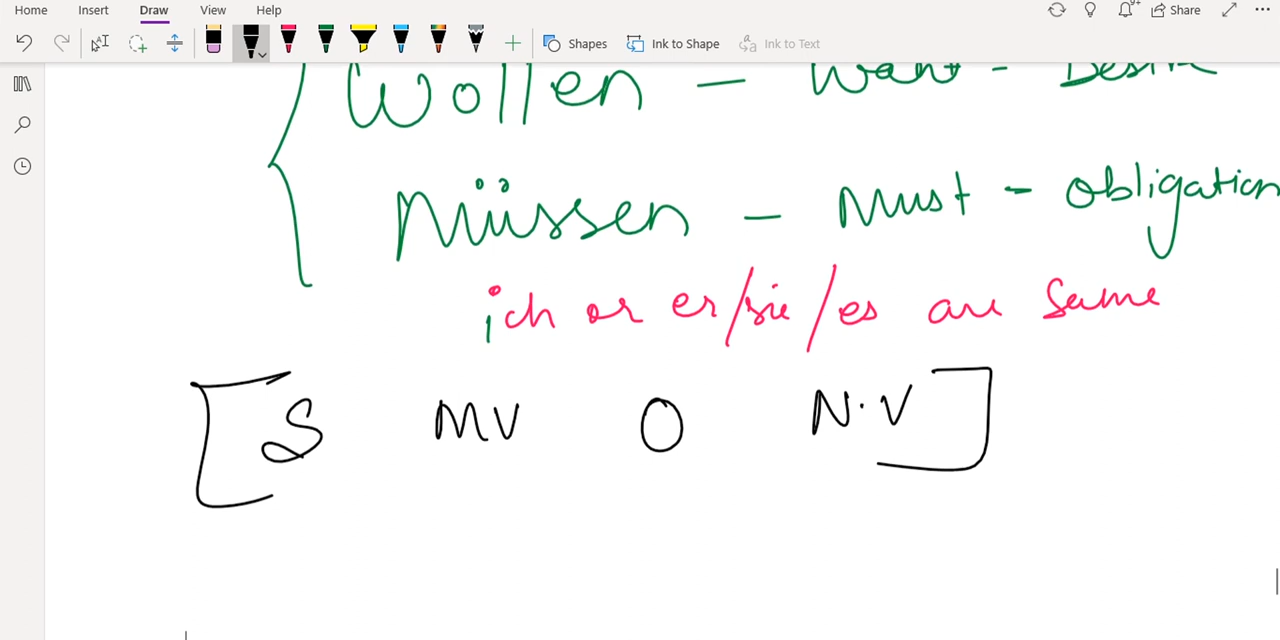 Home Insert Draw View Help
Share
Shapes Ink to Shape Ink to Text
Wollen - Want - Desire
Müssen - Must - Obligation
ich or er/sie/es are same
[S MV O N.V]